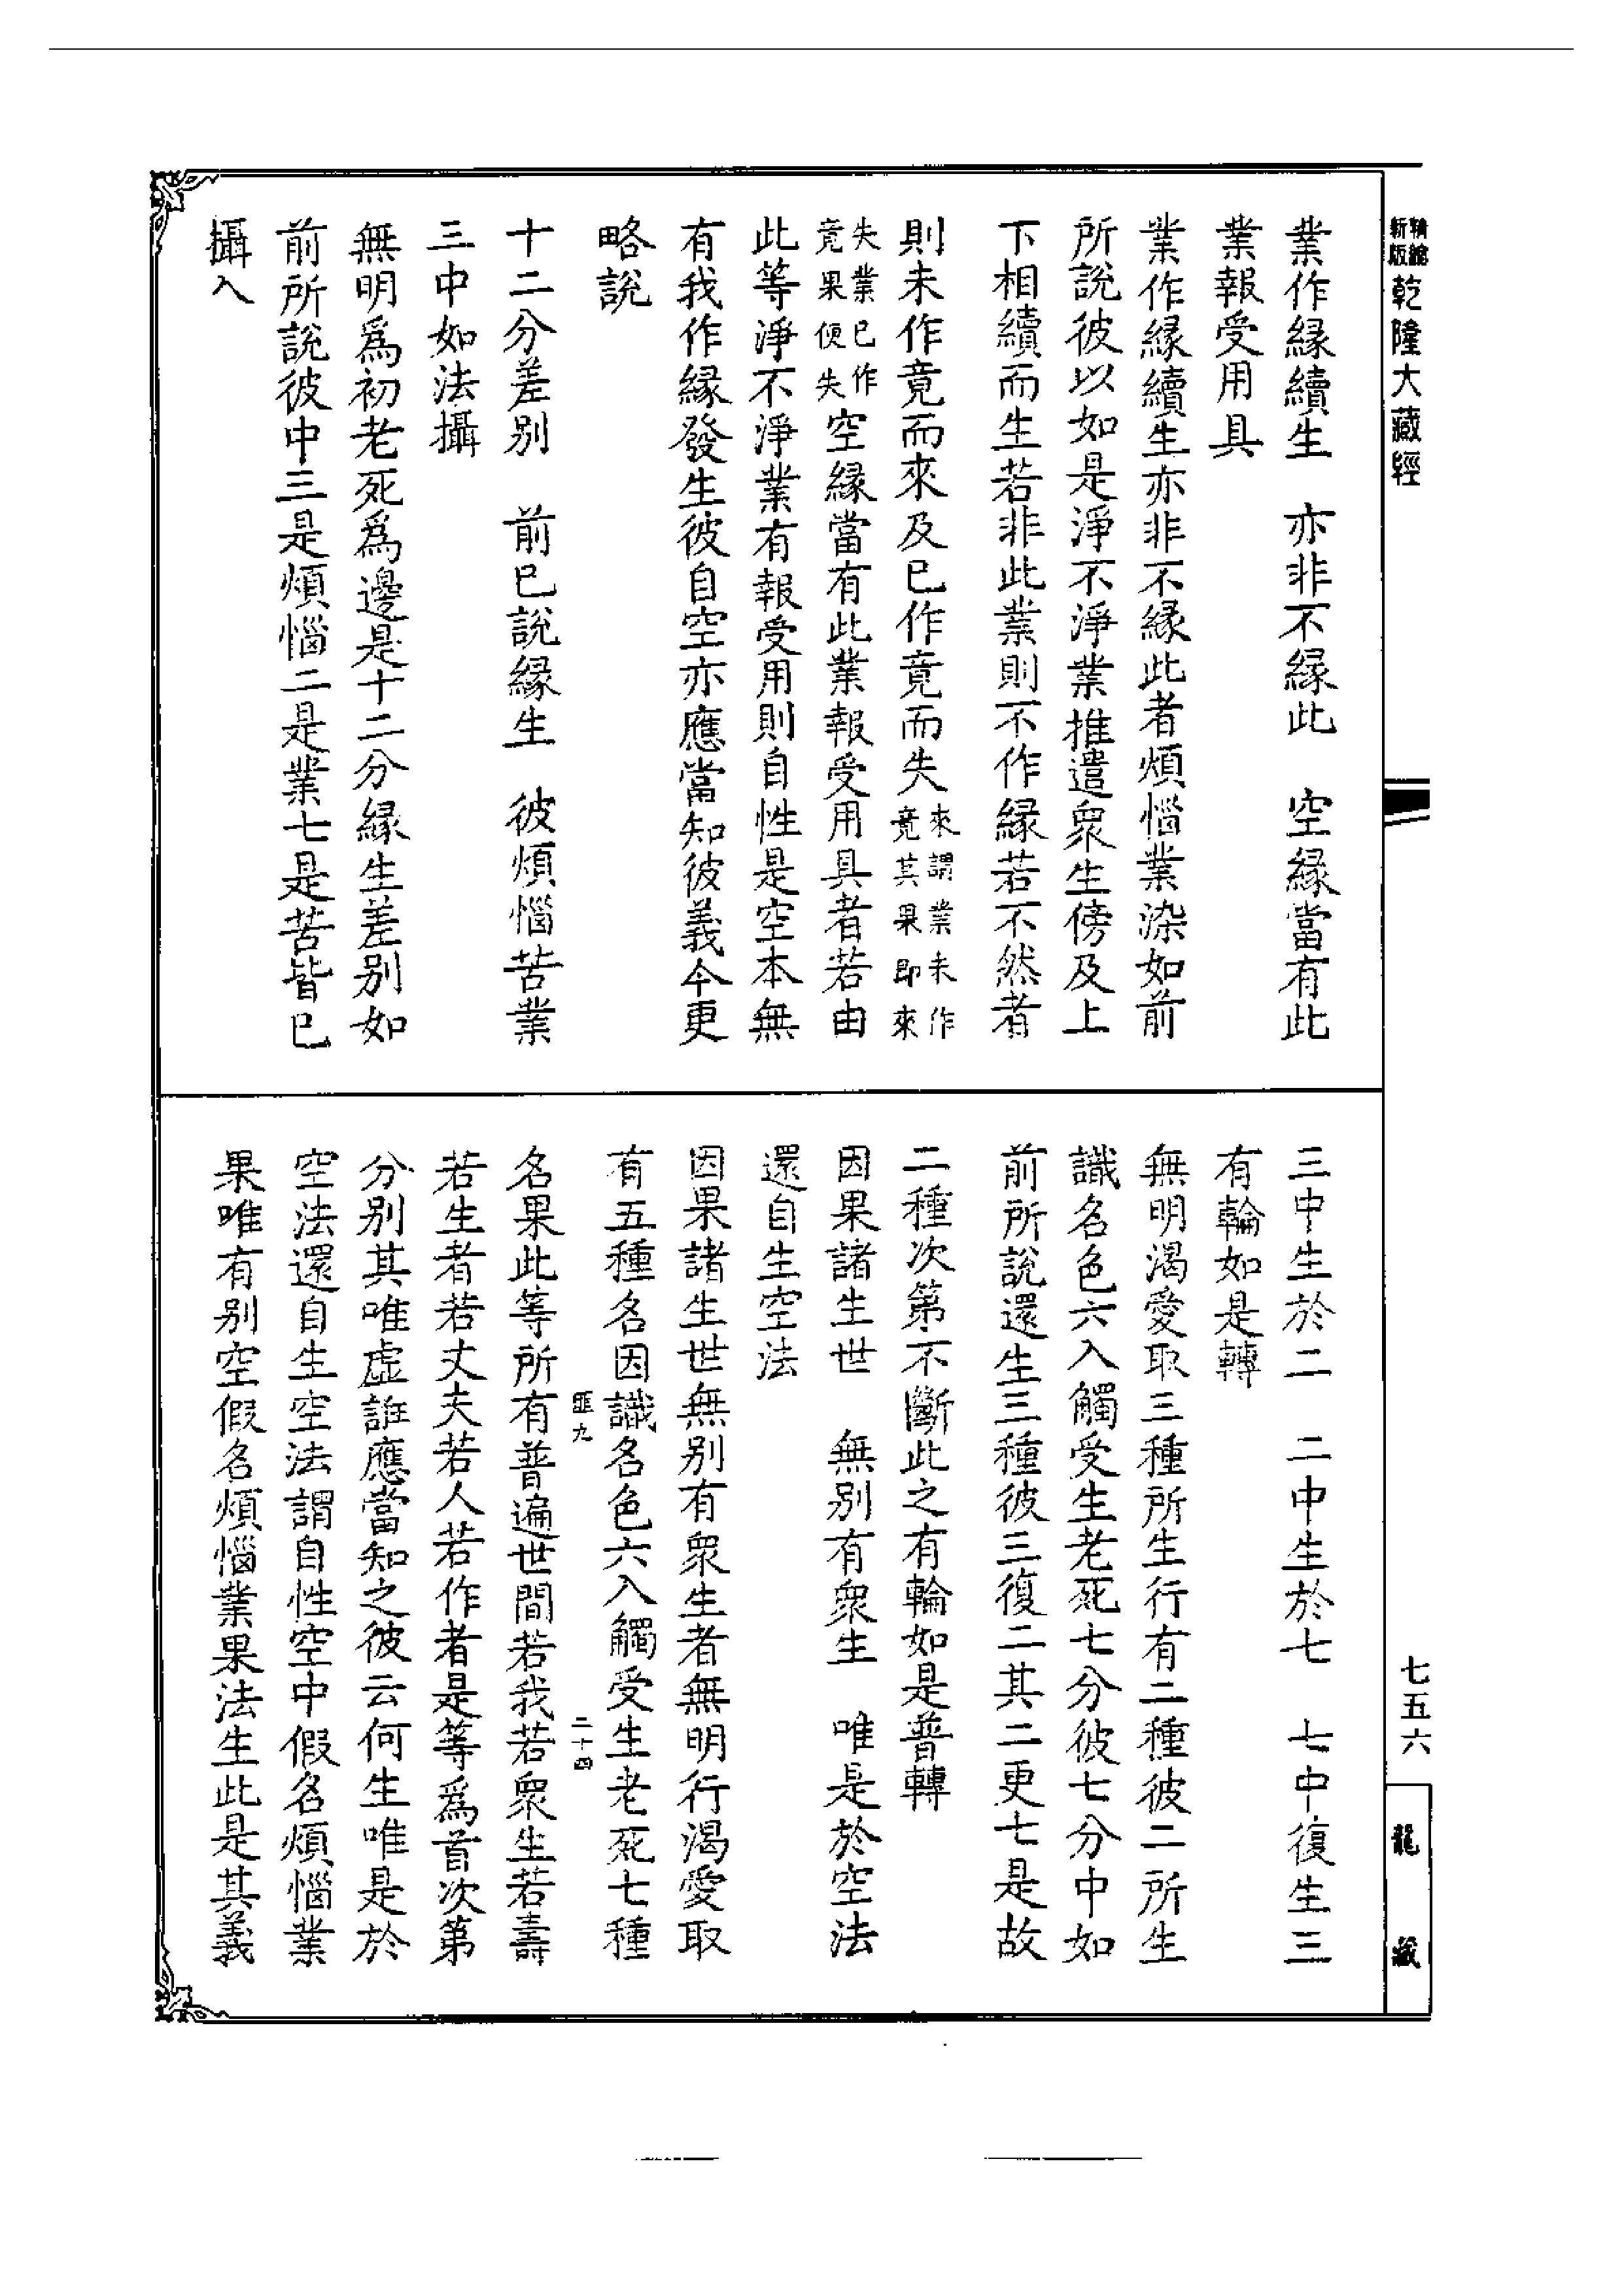 新版 精縮 乾隆大藏經
七五六
龍藏
業作緣續生　亦非不緣此　空緣當有此
業報受用具
業作緣續生亦非不緣此者煩惱業染如前
所說彼以如是淨不淨業推遣衆生傍及上
下相續而生若非此業則不作緣若不然者
則未作竟而來及已作竟而失來謂業未作竟其果即來
失業已作竟果便失空緣當有此業報受用具者若由
此等淨不淨業有報受用則自性是空本無
有我作緣發生彼自空亦應當知彼義今更
略說
十二分差別　前已說緣生　彼煩惱苦業
三中如法攝
無明爲初老死爲邊是十二分緣生差別如
前所說彼中三是煩惱二是業七是苦皆已
攝入
三中生於二　二中生於七　七中復生三
有輪如是轉
無明渴愛取三種所生行有二種彼二所生
識名色六入觸受生老死七分彼七分中如
前所說還生三種彼三復二其二更七是故
二種次第不斷此之有輪如是普轉
因果諸生世　無別有衆生　唯是於空法
還自生空法
因果諸生世無別有衆生者無明行渴愛取
有五種名因識名色六入觸受生老死七種
匪九　二十四
名果此等所有普遍世間若我若衆生若壽
若生者若丈夫若人若作者是等爲首次第
分別其唯虛誑應當知之彼云何生唯是於
空法還自生空法謂自性空中假名煩惱業
果唯有別空假名煩惱業果法生此是其義